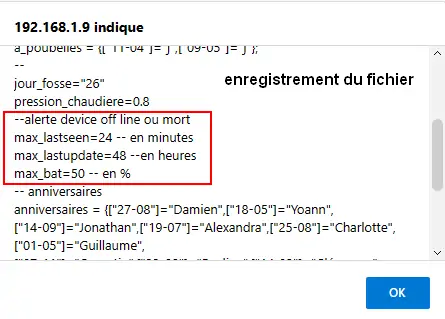 192.168.1.9 indique
a_poubelles = {["11-04"]="j",["09-05"]="j"};
--
jour_fosse="26"
enregistrement du fichier
pression_chaudiere=0.8
--alerte device off line ou mort
max_lastseen=24 -- en minutes
max_lastupdate=48 --en heures
max_bat=50 -- en %
-- anniversaires
anniversaires = {["27-08"]="Damien",["18-05"]="Yoann",
["14-09"]="Jonathan",["19-07"]="Alexandra",["25-08"]="Charlotte",
["01-05"]="Guillaume",
OK